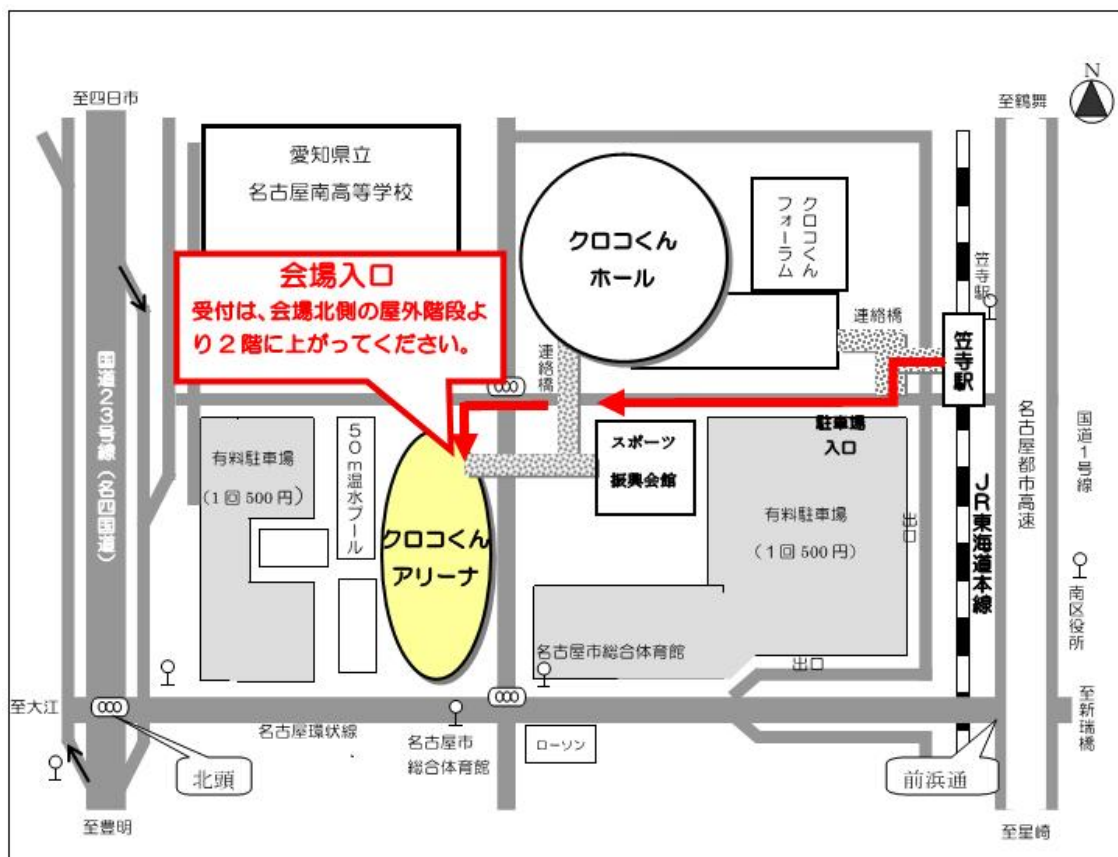 至四日市
至鶴舞
N
愛知県立
名古屋南高等学校
クロコくん
フォーラム
クロコくん
ホール
会場入口
受付は、会場北側の屋外階段よ
り2階に上がってください。
笠寺駅
連絡橋
連絡橋
笠寺駅
国道23号線(名四国道)
有料駐車場
(1回500円)
50m温水プール
クロコくん
アリーナ
スポーツ
振興会館
駐車場
入口
有料駐車場
(1回500円)
出口
JR東海道本線
名古屋都市高速
国道1号線
南区役所
名古屋市総合体育館
出口
至大江
至新瑞橋
名古屋環状線
名古屋市
総合体育館
ローソン
北頭
前浜通
至豊明
至星崎